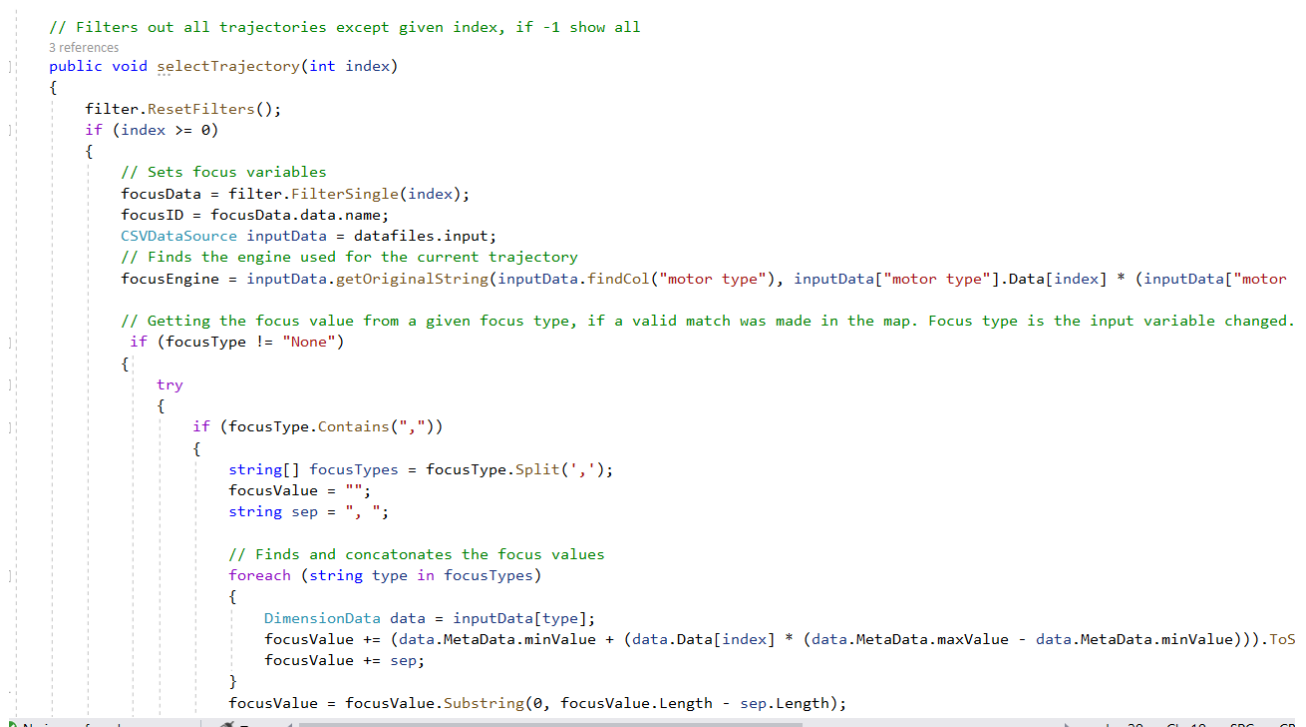 // Filters out all trajectories except given index, if -1 show all
3 references
public void selectTrajectory(int index)
{
filter.ResetFilters();
if (index >= 0)
{
// Sets focus variables
focusData = filter.FilterSingle(index);
focusID = focusData.data.name;
CSVDataSource inputData = datafiles.input;
// Finds the engine used for the current trajectory
focusEngine = inputData.getOriginalString(inputData.findCol("motor type"), inputData["motor type"].Data[index] * (inputData["motor
// Getting the focus value from a given focus type, if a valid match was made in the map. Focus type is the input variable changed.
if (focusType != "None")
{
try
{
if (focusType.Contains(","))
{
string[] focusTypes = focusType.Split(',');
focusValue = "";
string sep = ", ";
// Finds and concatonates the focus values
foreach (string type in focusTypes)
{
DimensionData data = inputData[type];
focusValue += (data.MetaData.minValue + (data.Data[index] * (data.MetaData.maxValue - data.MetaData.minValue))).ToS
focusValue += sep;
}
focusValue = focusValue.Substring(0, focusValue.Length - sep.Length);